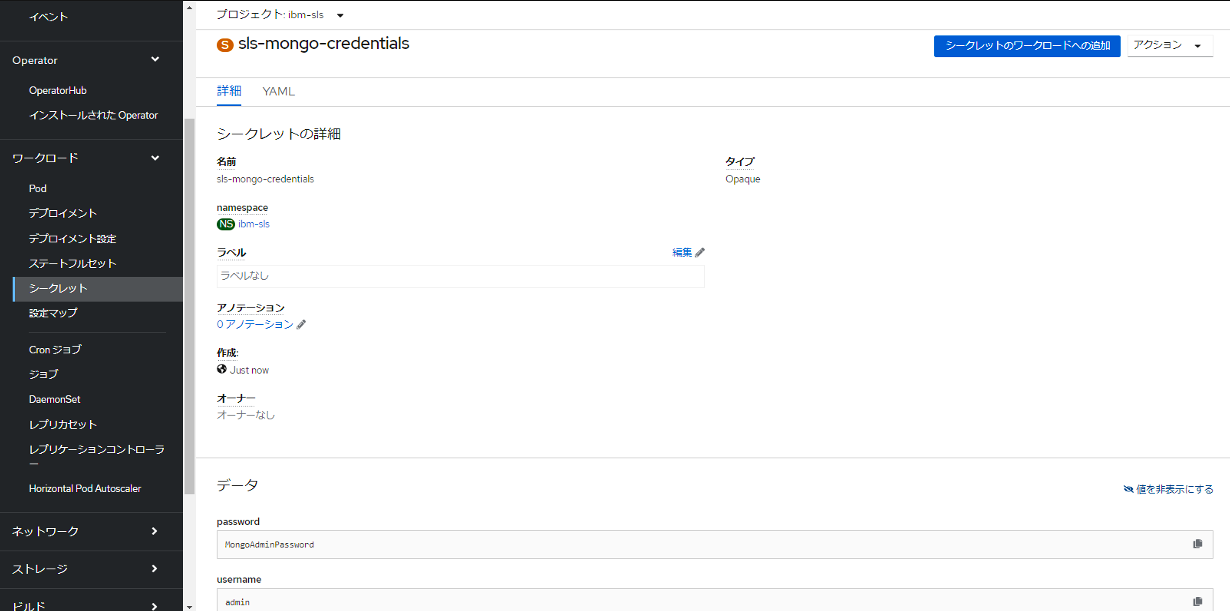 イベント
Operator
OperatorHub
インストールされた Operator
ワークロード
Pod
デプロイメント
デプロイメント設定
ステートフルセット
シークレット
設定マップ
Cron ジョブ
ジョブ
DaemonSet
レプリカセット
レプリケーションコントローラ
ー
Horizontal Pod Autoscaler
ネットワーク
ストレージ
ビルド
プロジェクト: ibm-sls
S sls-mongo-credentials
シークレットのワークロードへの追加
アクション
詳細 YAML
シークレットの詳細
名前
sls-mongo-credentials
タイプ
Opaque
namespace
NS ibm-sls
ラベル
編集
ラベルなし
アノテーション
0 アノテーション
作成:
Just now
オーナー
オーナーなし
データ
値を非表示にする
password
MongoAdminPassword
username
admin